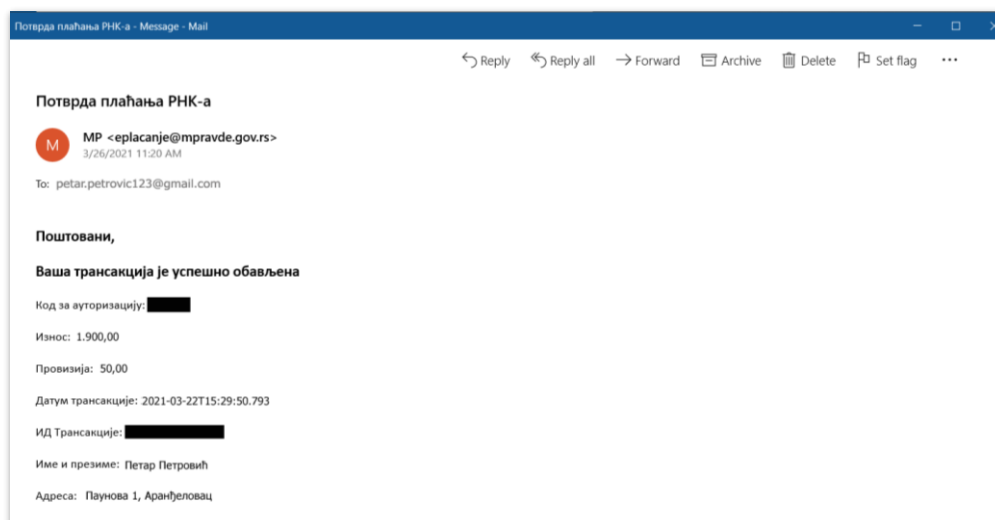 Потврда плаћања РНК-а - Message - Mail
Reply Reply all Forward Archive Delete Set flag
Потврда плаћања РНК-а
M
MP <eplacanje@mpravde.gov.rs>
3/26/2021 11:20 AM
To: petar.petrovic123@gmail.com
Поштовани,
Ваша трансакција је успешно обављена
Код за ауторизацију:
Износ: 1.900,00
Провизија: 50,00
Датум трансакције: 2021-03-22T15:29:50.793
ИД Трансакције:
Име и презиме: Петар Петровић
Адреса: Паунова 1, Аранђеловац